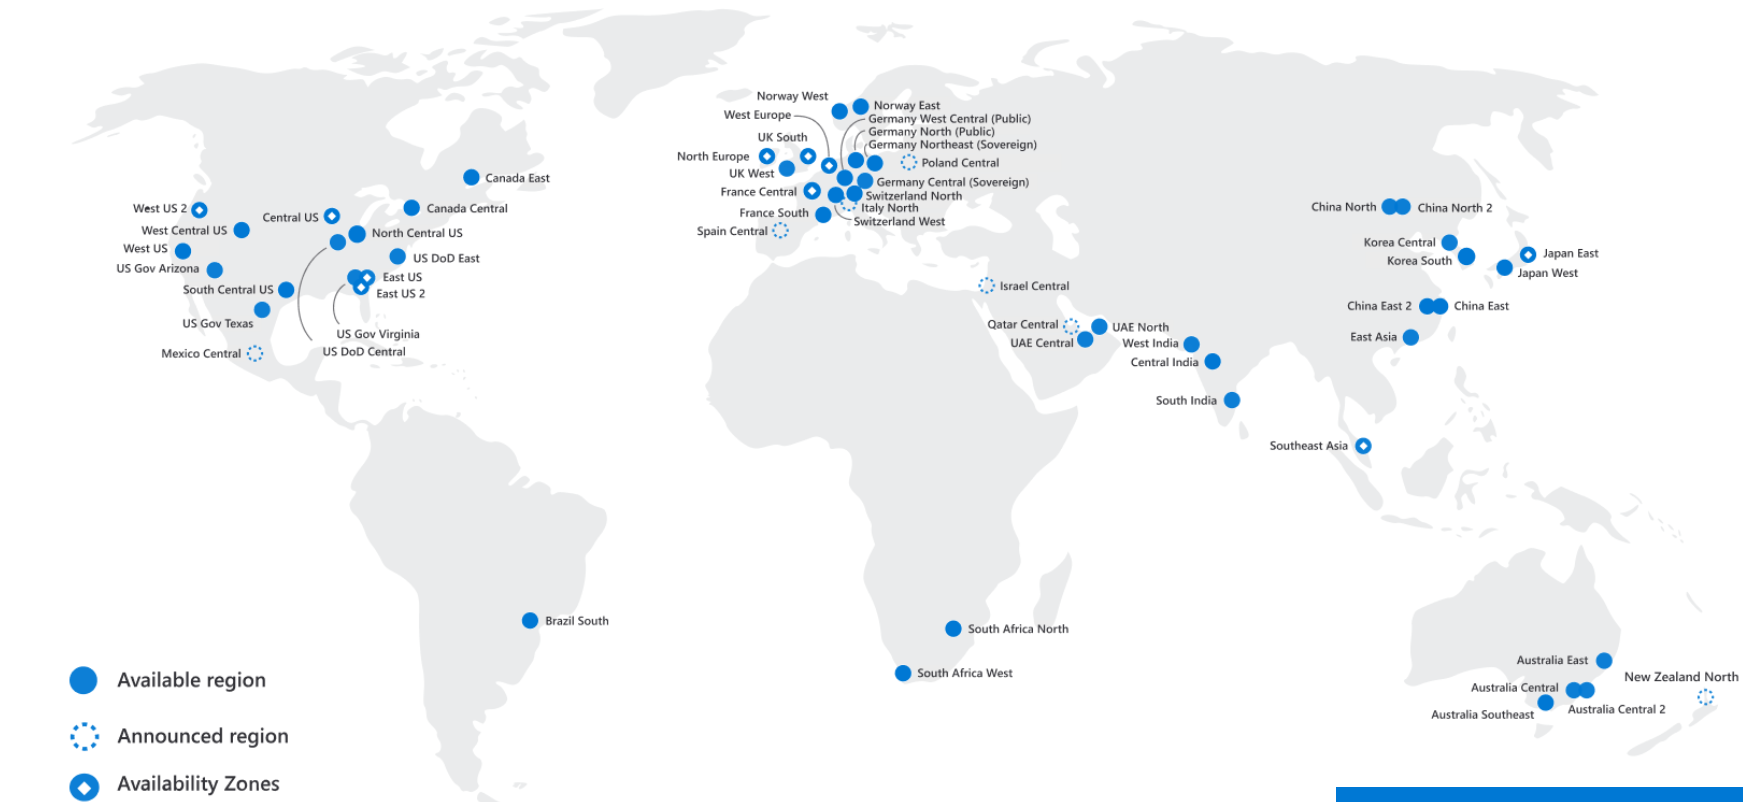 Norway West
Norway East
West Europe
Germany West Central (Public)
Germany North (Public)
UK South
Germany Northeast (Sovereign)
North Europe
Poland Central
UK West
Canada East
Germany Central (Sovereign)
France Central
Switzerland North
West US 2
Central US
Canada Central
Italy North
China North
China North 2
France South
Switzerland West
West Central US
North Central US
Spain Central
West US
US DoD East
Korea Central
Japan East
Korea South
US Gov Arizona
East US
Japan West
South Central US
East US 2
Israel Central
China East 2
China East
US Gov Texas
US Gov Virginia
Qatar Central
UAE North
UAE Central
West India
East Asia
Mexico Central
US DoD Central
Central India
South India
Southeast Asia
Brazil South
South Africa North
South Africa West
Australia East
New Zealand North
Australia Central
Australia Central 2
Australia Southeast
Available region
Announced region
Availability Zones